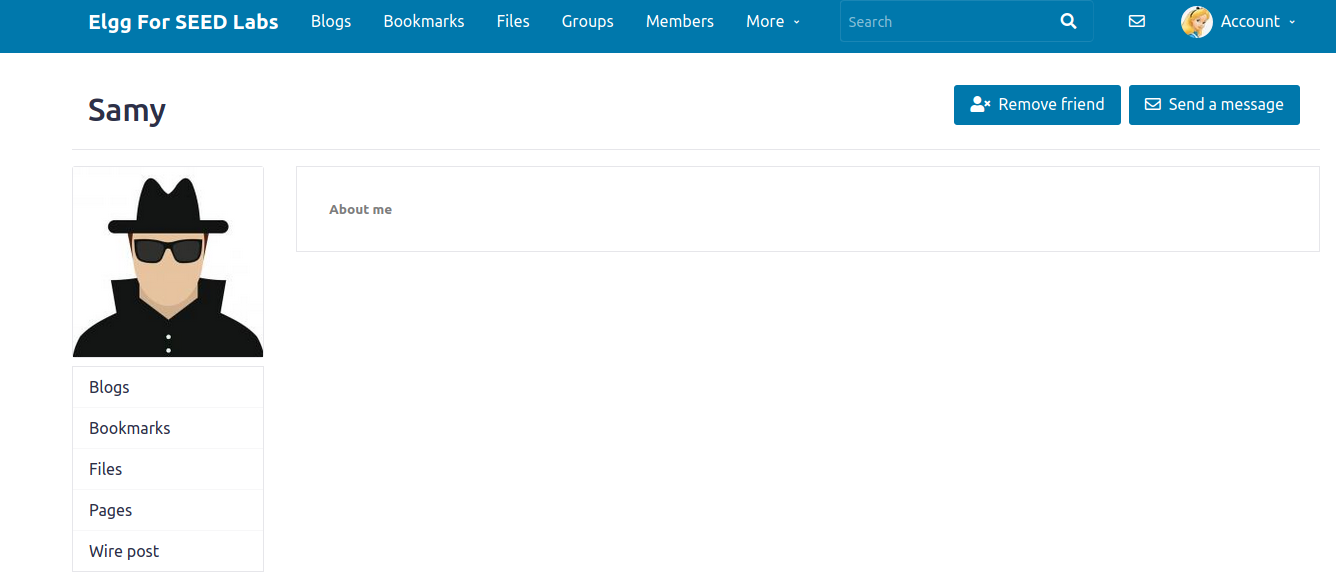 Elgg For SEED Labs Blogs Bookmarks Files Groups Members More Search Account
Samy
Remove friend Send a message
About me
Blogs
Bookmarks
Files
Pages
Wire post